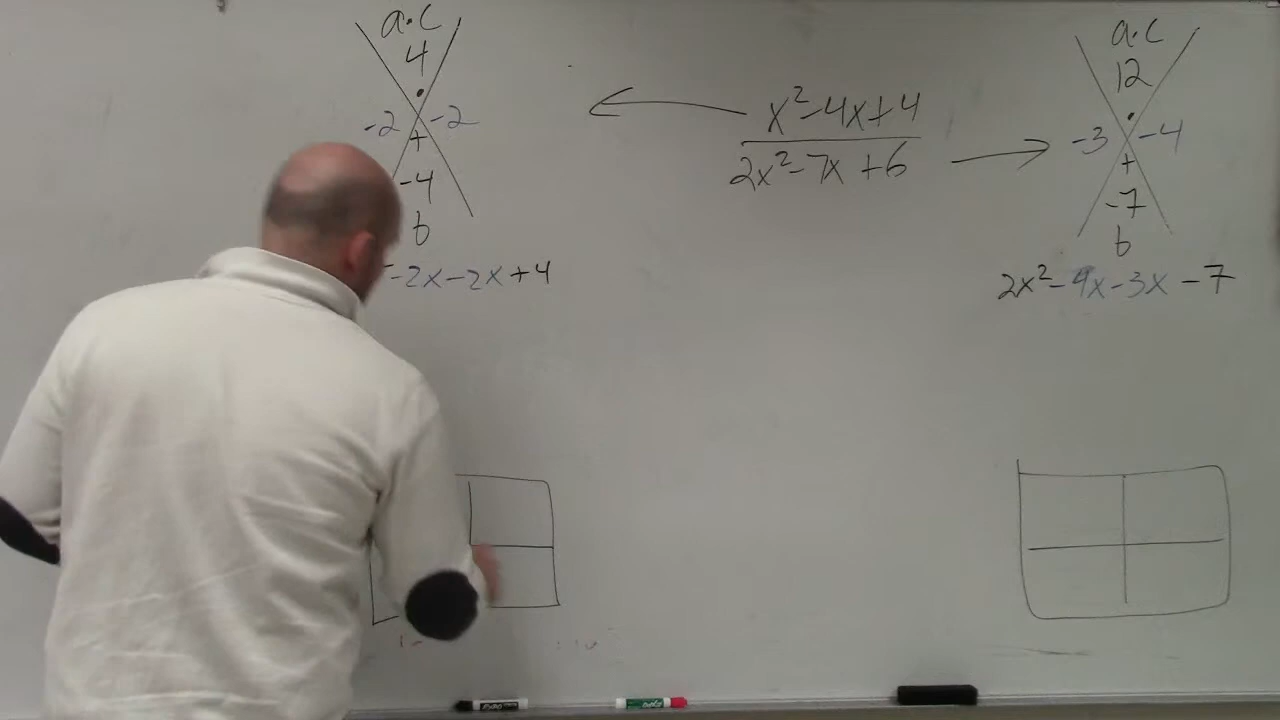 a·c
4
·
-2 -2
+
-4
b
-2x-2x+4
x²-4x+4
2x²-7x+6
a·c
12
·
-3 -4
+
-7
b
2x²-4x-3x-7
EXPO